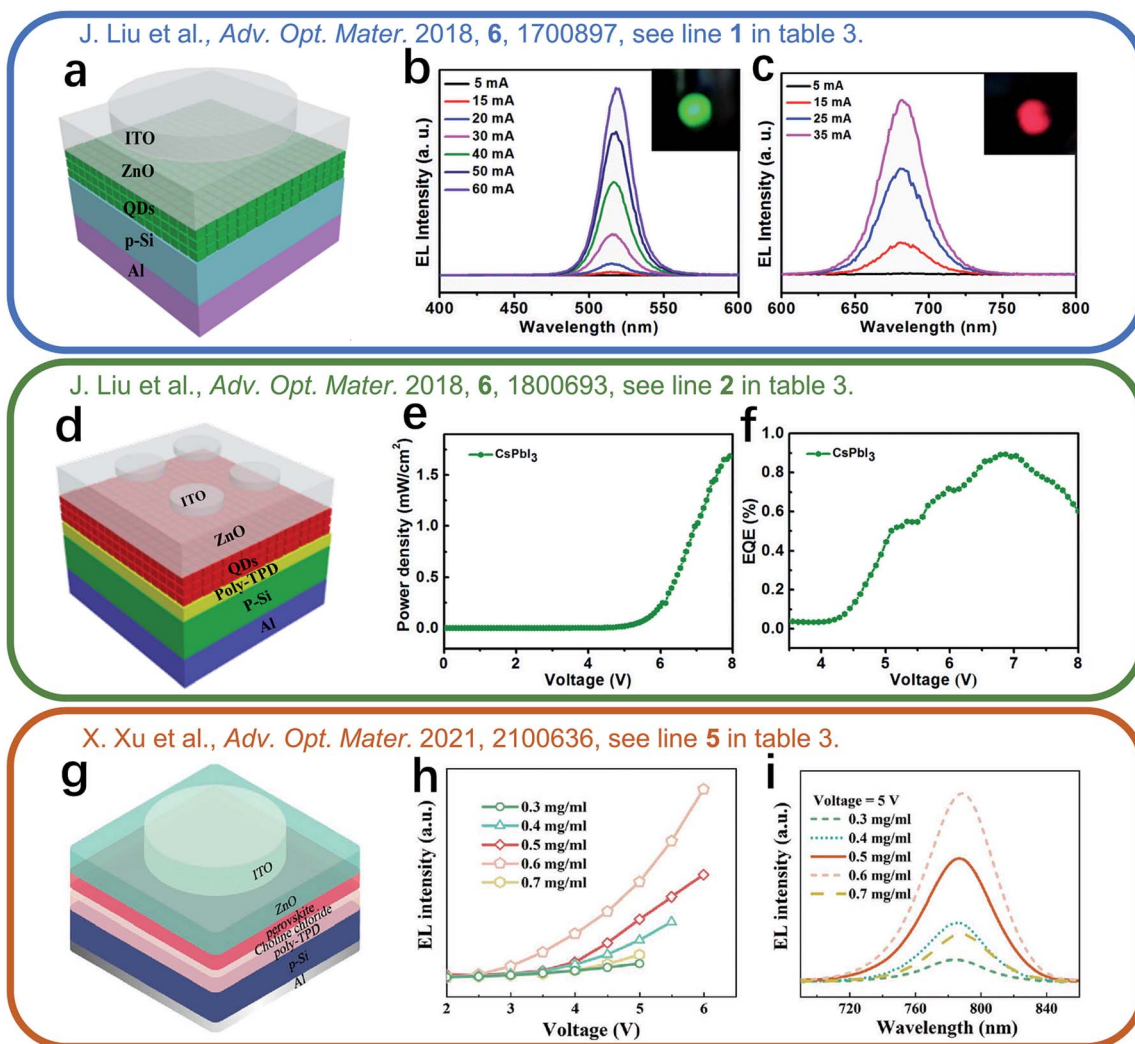 J. Liu et al., Adv. Opt. Mater. 2018, 6, 1700897, see line 1 in table 3.
a
ITO
ZnO
QDs
p-Si
Al
b
5 mA
15 mA
20 mA
30 mA
40 mA
50 mA
60 mA
EL Intensity (a. u.)
400 450 500 550 600
Wavelength (nm)
c
5 mA
15 mA
25 mA
35 mA
EL Intensity (a. u.)
600 650 700 750 800
Wavelength (nm)
J. Liu et al., Adv. Opt. Mater. 2018, 6, 1800693, see line 2 in table 3.
d
ITO
ZnO
QDs
Poly-TPD
P-Si
Al
e
CsPbI3
Power density (mW/cm2)
1.5
1.0
0.5
0.0
0 2 4 6 8
Voltage (V)
f
CsPbI3
EQE (%)
1.0
0.8
0.6
0.4
0.2
0.0
4 5 6 7 8
Voltage (V)
X. Xu et al., Adv. Opt. Mater. 2021, 2100636, see line 5 in table 3.
g
ITO
ZnO
perovskite
Choline chloride
poly-TPD
p-Si
Al
h
0.3 mg/ml
0.4 mg/ml
0.5 mg/ml
0.6 mg/ml
0.7 mg/ml
EL intensity (a.u.)
2 3 4 5 6
Voltage (V)
i
Voltage = 5 V
0.3 mg/ml
0.4 mg/ml
0.5 mg/ml
0.6 mg/ml
0.7 mg/ml
EL intensity (a.u.)
720 760 800 840
Wavelength (nm)